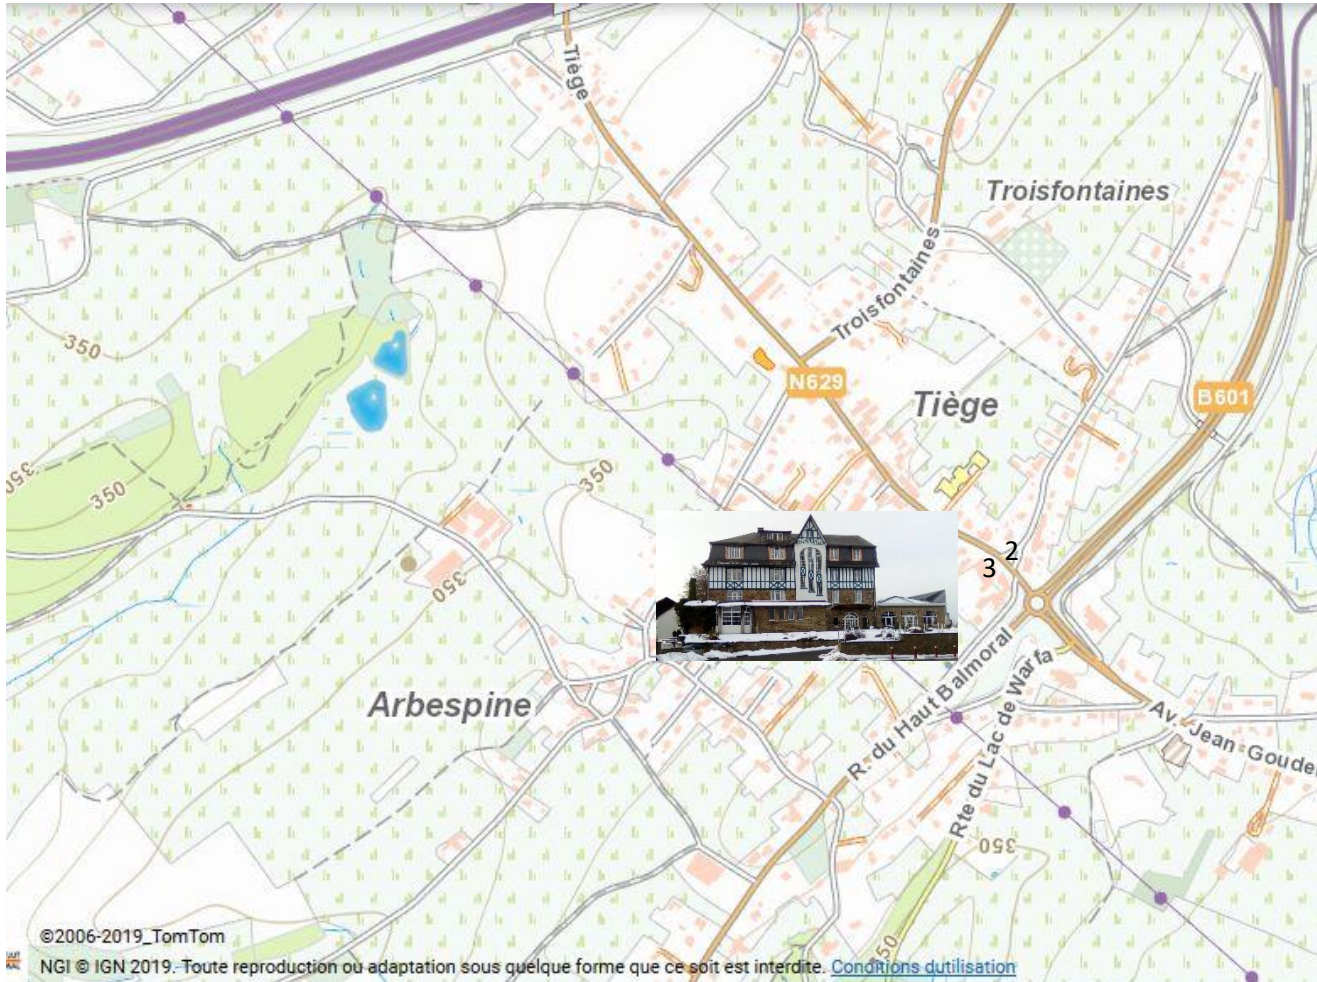 Tiège
Troisfontaines
Troisfontaines
350
N629
Tiège
B601
350
350
350
350
2
3
Arbespine
R. du Haut Balmoral
Rte du Lac de Warfa
Av. Jean Goude
350
350
©2006-2019_TomTom
NGI © IGN 2019. Toute reproduction ou adaptation sous quelque forme que ce soit est interdite. Conditions dutilisation